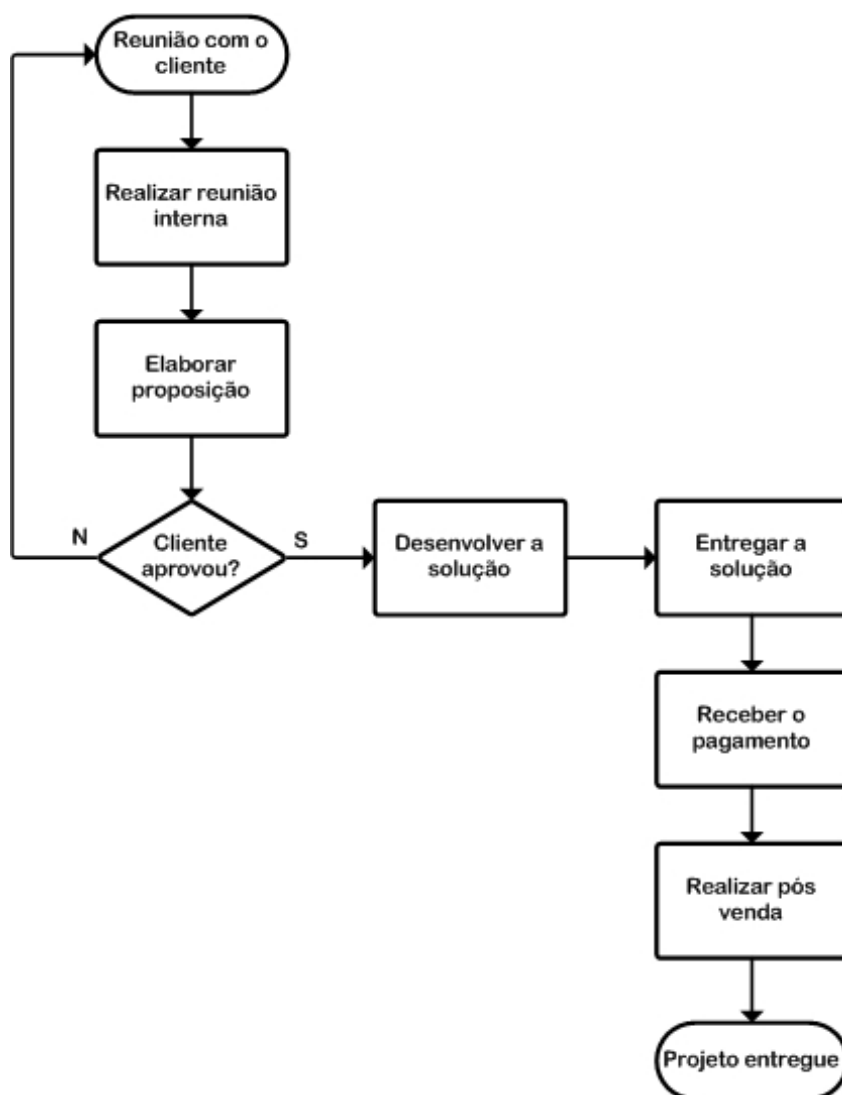 Reunião com o
cliente
Realizar reunião
interna
Elaborar
proposição
N
Cliente
aprovou?
S
Desenvolver a
solução
Entregar a
solução
Receber o
pagamento
Realizar pós
venda
Projeto entregue